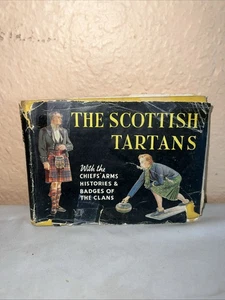 THE SCOTTISH
TARTANS
With the
CHIEFS' ARMS
HISTORIES &
BADGES OF
THE CLANS